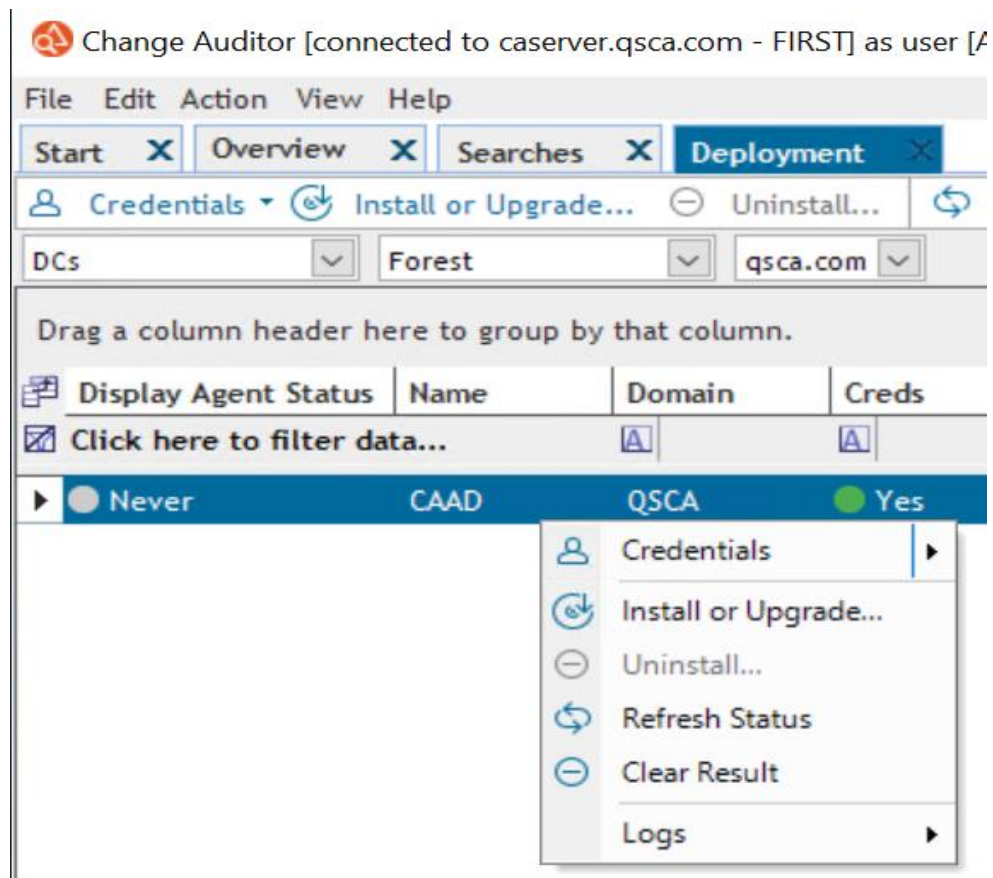 Change Auditor [connected to caserver.qsca.com - FIRST] as user [A
File Edit Action View Help
Start X Overview X Searches X Deployment X
Credentials Install or Upgrade... Uninstall...
DCs Forest qsca.com
Drag a column header here to group by that column.
Display Agent Status Name Domain Creds
Click here to filter data... A A
Never CAAD QSCA Yes
Credentials
Install or Upgrade...
Uninstall...
Refresh Status
Clear Result
Logs